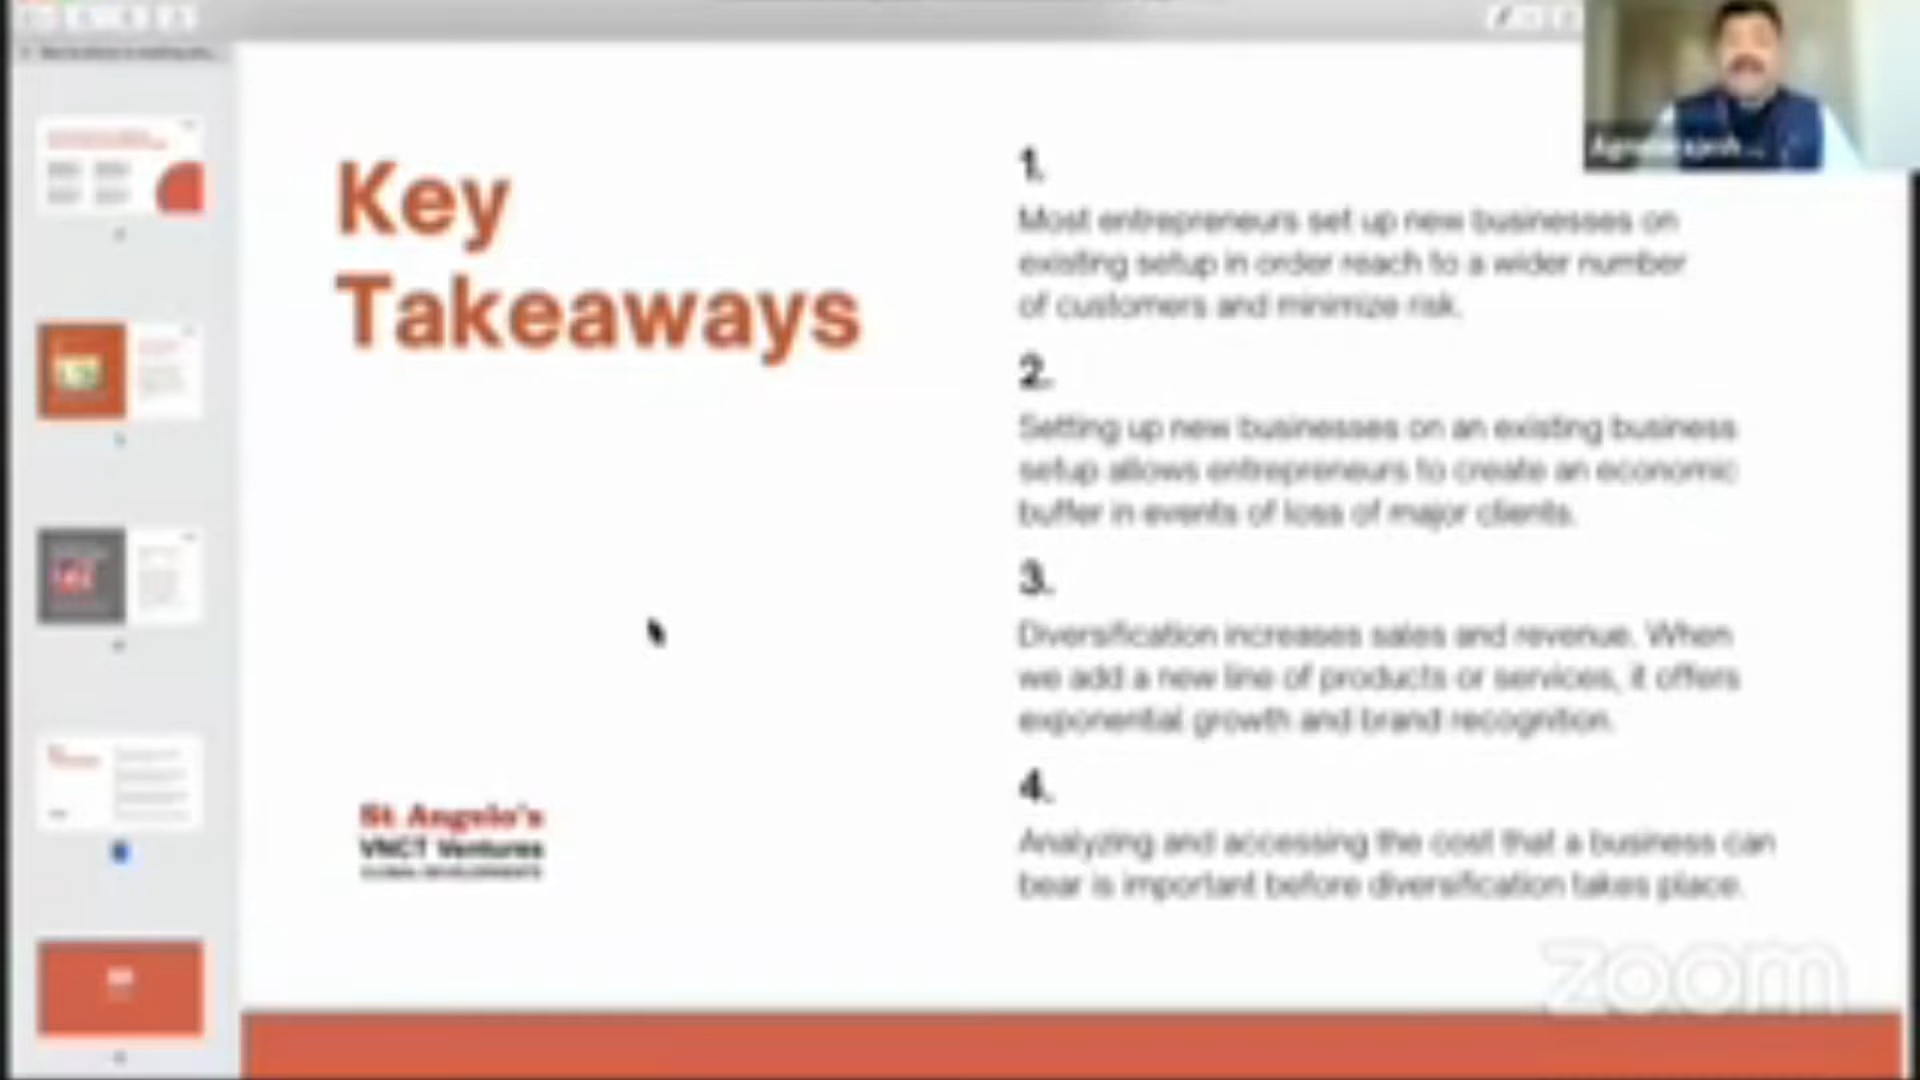 Key
Takeaways
1.
Most entrepreneurs set up new businesses on
existing setup in order reach to a wider number
of customers and minimize risk.
2.
Setting up new businesses on an existing business
setup allows entrepreneurs to create an economic
buffer in events of loss of major clients.
3.
Diversification increases sales and revenue. When
we add a new line of products or services, it offers
exponential growth and brand recognition.
4.
Analyzing and accessing the cost that a business can
bear is important before diversification takes place.
St Angelo's
VNCT Ventures
GLOBAL DEVELOPMENTS
zoom